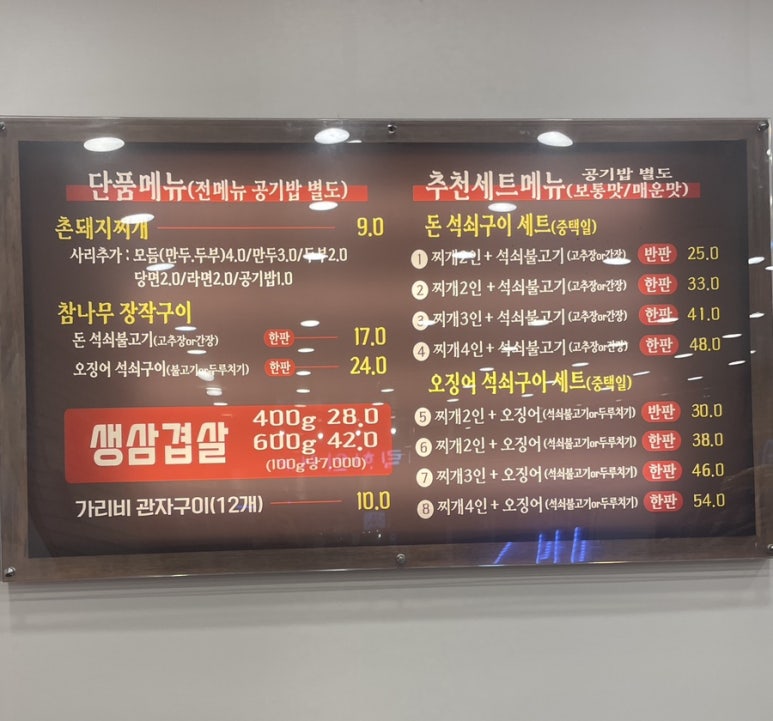 단품메뉴(전메뉴 공기밥 별도)
촌돼지찌개 9.0
사리추가 : 모듬(만두.두부)4.0/만두3.0/두부2.0
당면2.0/라면2.0/공기밥1.0
참나무 장작구이
돈 석쇠불고기(고추장or간장) 한판 17.0
오징어 석쇠구이(불고기or두루치기) 한판 24.0
생삼겹살 400g 28.0
600g 42.0
(100g당7,000)
가리비 관자구이(12개) 10.0
추천세트메뉴 공기밥 별도
(보통맛/매운맛)
돈 석쇠구이 세트(중택일)
1 찌개2인 + 석쇠불고기 (고추장or간장) 반판 25.0
2 찌개2인 + 석쇠불고기 (고추장or간장) 한판 33.0
3 찌개3인 + 석쇠불고기 (고추장or간장) 한판 41.0
4 찌개4인 + 석쇠불고기 (고추장or간장) 한판 48.0
오징어 석쇠구이 세트(중택일)
5 찌개2인 + 오징어 (석쇠불고기or두루치기) 반판 30.0
6 찌개2인 + 오징어 (석쇠불고기or두루치기) 한판 38.0
7 찌개3인 + 오징어 (석쇠불고기or두루치기) 한판 46.0
8 찌개4인 + 오징어 (석쇠불고기or두루치기) 한판 54.0